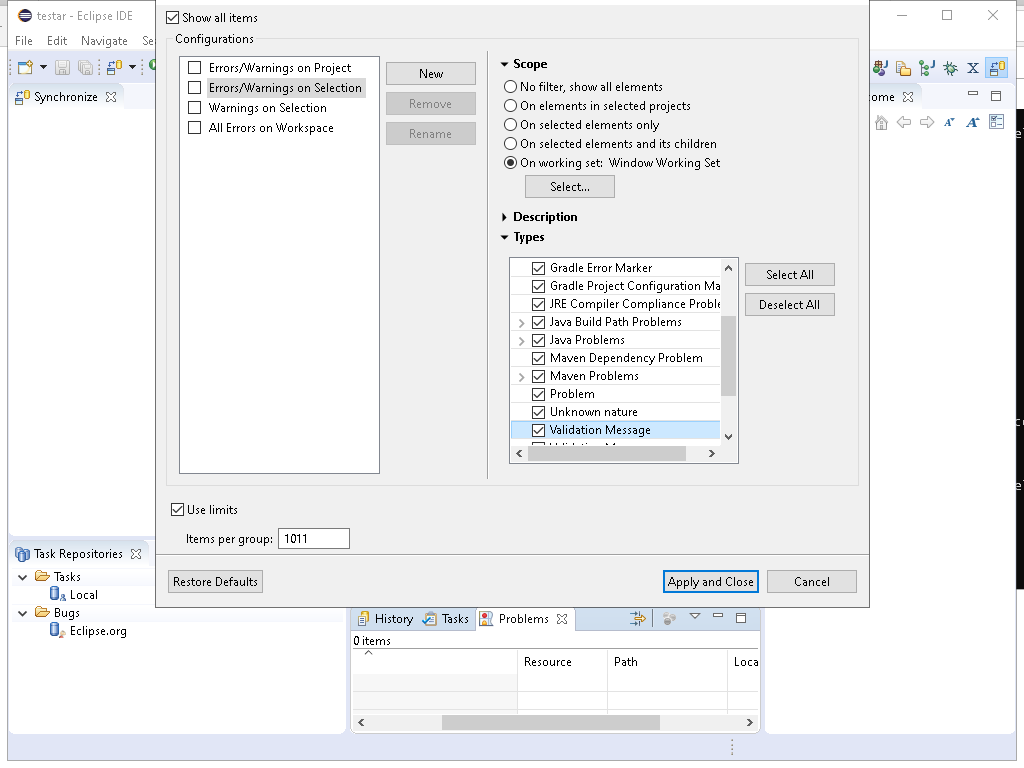 testar - Eclipse IDE
File Edit Navigate Se
Show all items
Configurations
Errors/Warnings on Project
Errors/Warnings on Selection
Warnings on Selection
All Errors on Workspace
New
Remove
Rename
Scope
No filter, show all elements
On elements in selected projects
On selected elements only
On selected elements and its children
On working set: Window Working Set
Select...
Description
Types
Gradle Error Marker
Gradle Project Configuration Ma
JRE Compiler Compliance Proble
Java Build Path Problems
Java Problems
Maven Dependency Problem
Maven Problems
Problem
Unknown nature
Validation Message
Select All
Deselect All
Use limits
Items per group: 1011
Restore Defaults
Apply and Close
Cancel
Synchronize
ome
Task Repositories
Tasks
Local
Bugs
Eclipse.org
History Tasks Problems
0 items
Resource Path Loca